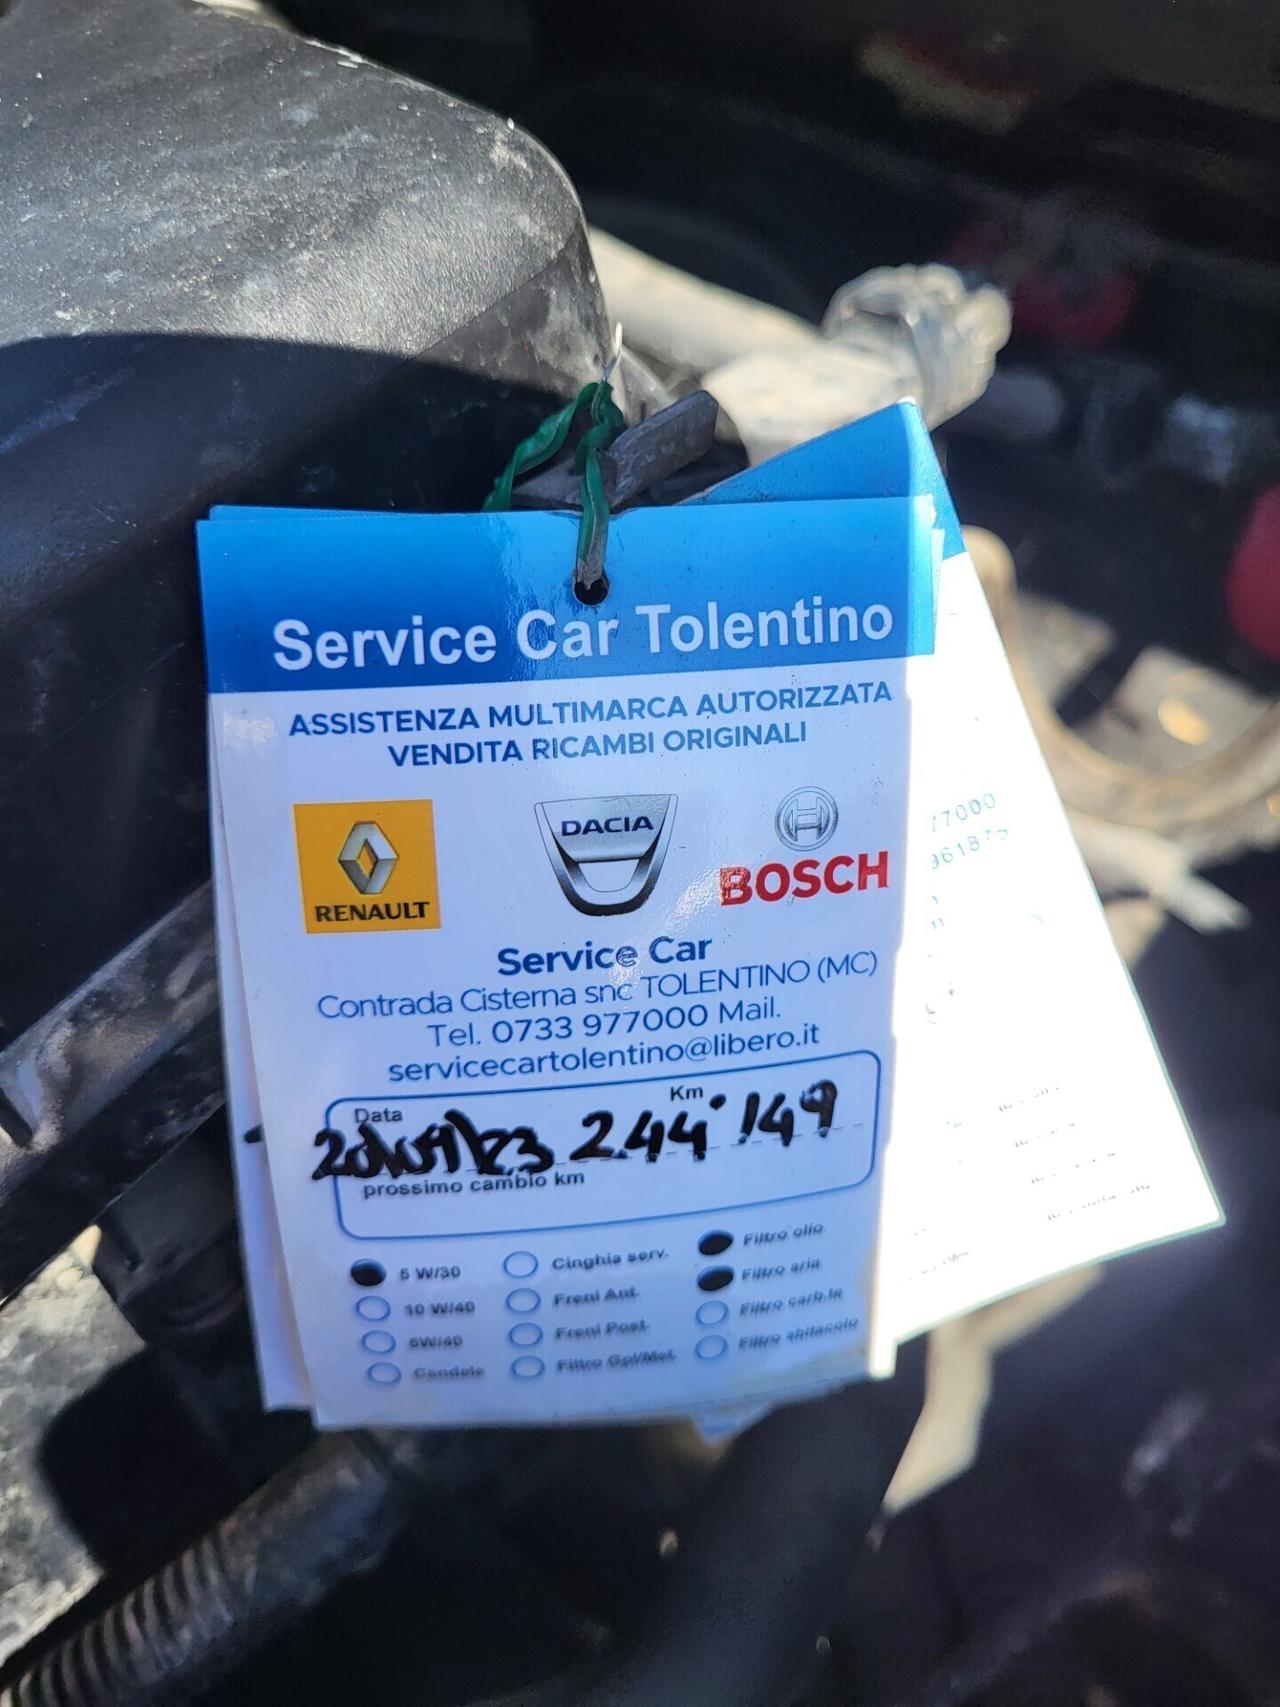 Service Car Tolentino
ASSISTENZA MULTIMARCA AUTORIZZATA
VENDITA RICAMBI ORIGINALI
RENAULT
DACIA
BOSCH
Service Car
Contrada Cisterna snc TOLENTINO (MC)
Tel. 0733 977000 Mail.
servicecartolentino@libero.it
Data
Km
244.149
prossimo cambio km
5 W/30
10 W/40
5W/40
Candele
Cinghia serv.
Freni Ant.
Freni Post.
Filtro Gpl/Met.
Filtro olio
Filtro aria
Filtro carb.te
Filtro abitacolo
77000